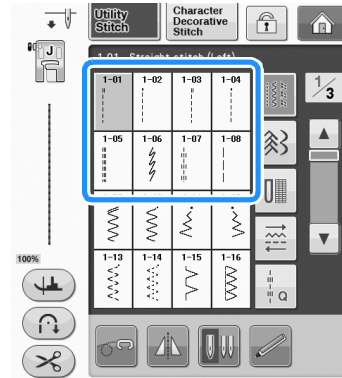 Utility
Stitch
Character
Decorative
Stitch
J
1-01 Straight stitch (Left)
1/3
1-01 1-02 1-03 1-04
1-05 1-06 1-07 1-08
100%
1-13 1-14 1-15 1-16
Q